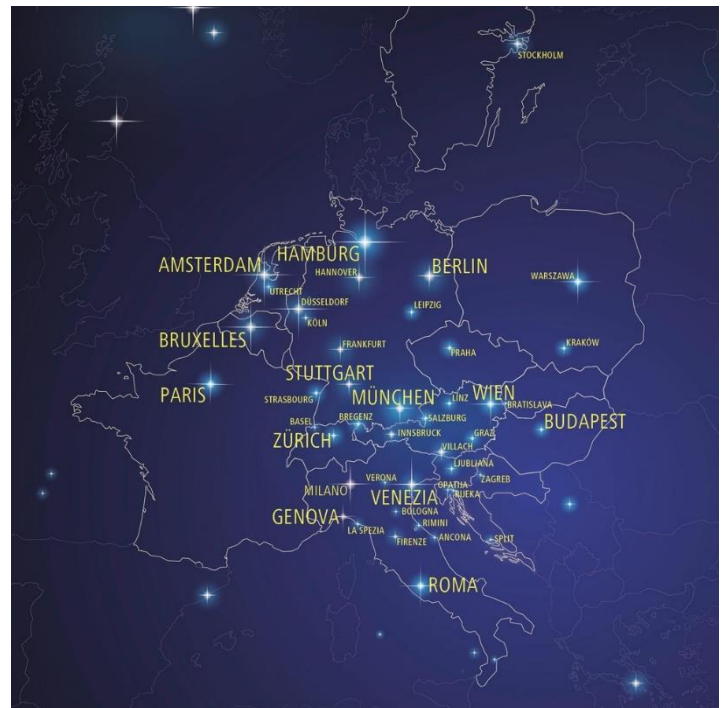 STOCKHOLM
HAMBURG
AMSTERDAM
HANNOVER
BERLIN
WARSZAWA
UTRECHT
DÜSSELDORF
LEIPZIG
KÖLN
BRUXELLES
FRANKFURT
KRAKÓW
PRAHA
STUTTGART
PARIS
STRASBOURG
MÜNCHEN
LINZ
WIEN
BRATISLAVA
BASEL
BREGENZ
SALZBURG
BUDAPEST
ZÜRICH
INNSBRUCK
GRAZ
VILLACH
LJUBLJANA
VERONA
ZAGREB
MILANO
VENEZIA
OPATIJA
RIJEKA
BOLOGNA
GENOVA
RIMINI
LA SPEZIA
FIRENZE
ANCONA
SPLIT
ROMA